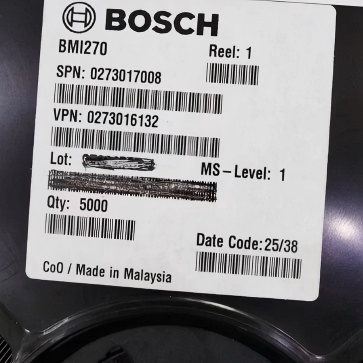 BOSCH
BMI270 Reel: 1
SPN: 0273017008
VPN: 0273016132
Lot:
MS-Level: 1
Qty: 5000
Date Code: 25/38
CoO / Made in Malaysia